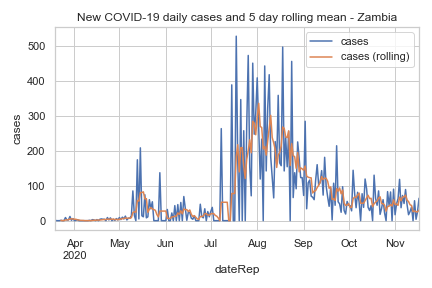 New COVID-19 daily cases and 5 day rolling mean - Zambia
cases
cases (rolling)
500
400
300
200
100
0
cases
Apr May Jun Jul Aug Sep Oct Nov
2020
dateRep